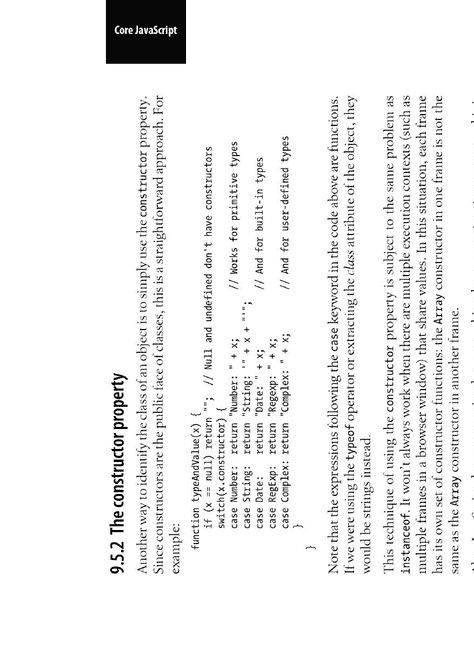 Core JavaScript
9.5.2 The constructor property
Another way to identify the class of an object is to simply use the constructor property.
Since constructors are the public face of classes, this is a straightforward approach. For
example:
function typeAndValue(x) {
if (x == null) return ""; // Null and undefined don't have constructors
switch(x.constructor) {
case Number: return "Number: " + x; // Works for primitive types
case String: return "String: '" + x + "'";
case Date: return "Date: " + x; // And for built-in types
case RegExp: return "Regexp: " + x;
case Complex: return "Complex: " + x; // And for user-defined types
}
}
Note that the expressions following the case keyword in the code above are functions.
If we were using the typeof operator or extracting the class attribute of the object, they
would be strings instead.
This technique of using the constructor property is subject to the same problem as
instanceof. It won't always work when there are multiple execution contexts (such as
multiple frames in a browser window) that share values. In this situation, each frame
has its own set of constructor functions: the Array constructor in one frame is not the
same as the Array constructor in another frame.